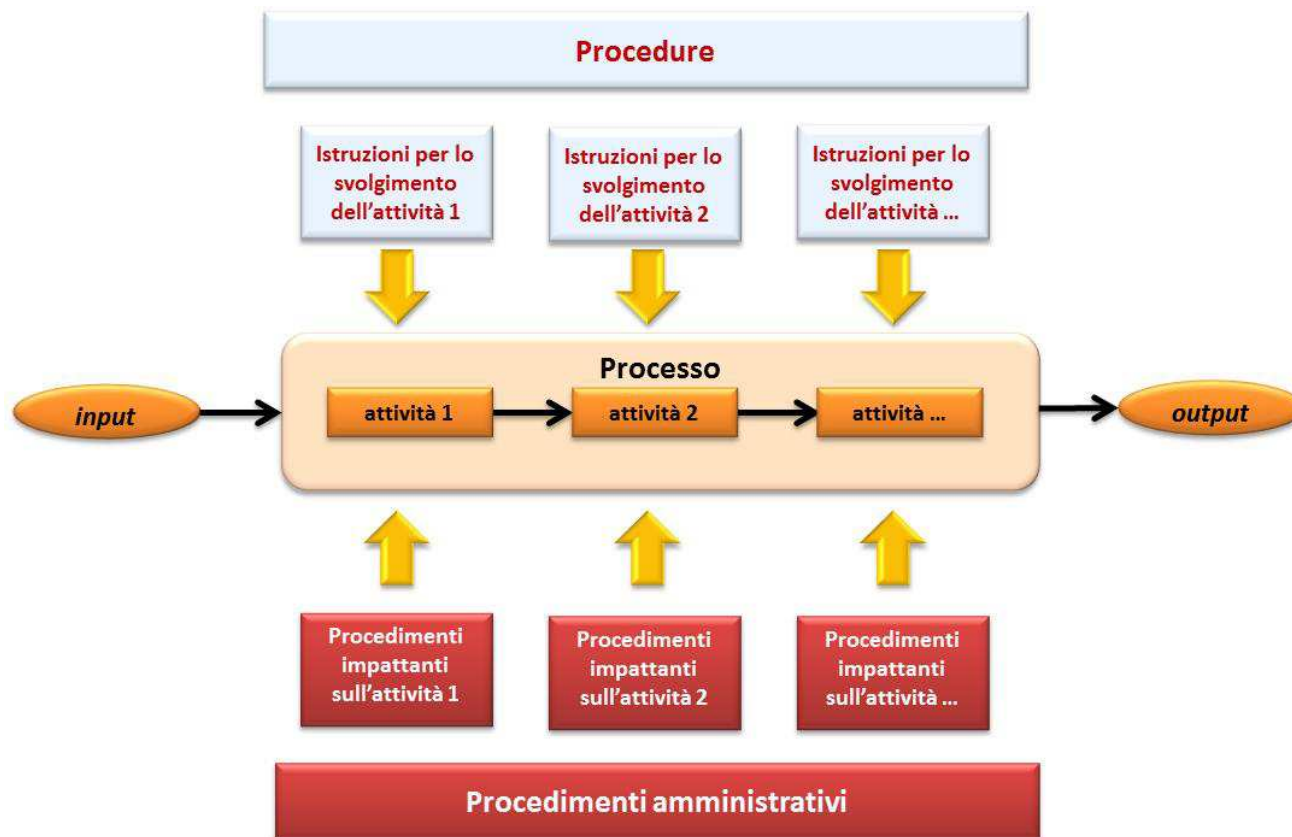 Procedure
Istruzioni per lo
svolgimento
dell'attività 1
Istruzioni per lo
svolgimento
dell'attività 2
Istruzioni per lo
svolgimento
dell'attività ...
Processo
input
attività 1
attività 2
attività ...
output
Procedimenti
impattanti
sull'attività 1
Procedimenti
impattanti
sull'attività 2
Procedimenti
impattanti
sull'attività ...
Procedimenti amministrativi